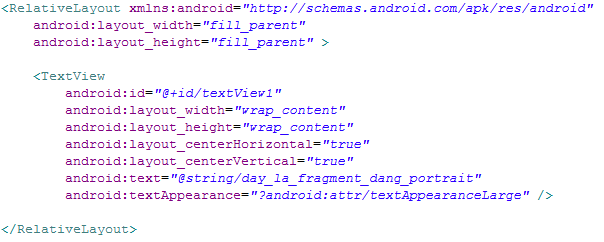 <RelativeLayout xmlns:android="http://schemas.android.com/apk/res/android"
    android:layout_width="fill_parent"
    android:layout_height="fill_parent" >

    <TextView
        android:id="@+id/textView1"
        android:layout_width="wrap_content"
        android:layout_height="wrap_content"
        android:layout_centerHorizontal="true"
        android:layout_centerVertical="true"
        android:text="@string/day_la_fragment_dang_portrait"
        android:textAppearance="?android:attr/textAppearanceLarge" />

</RelativeLayout>